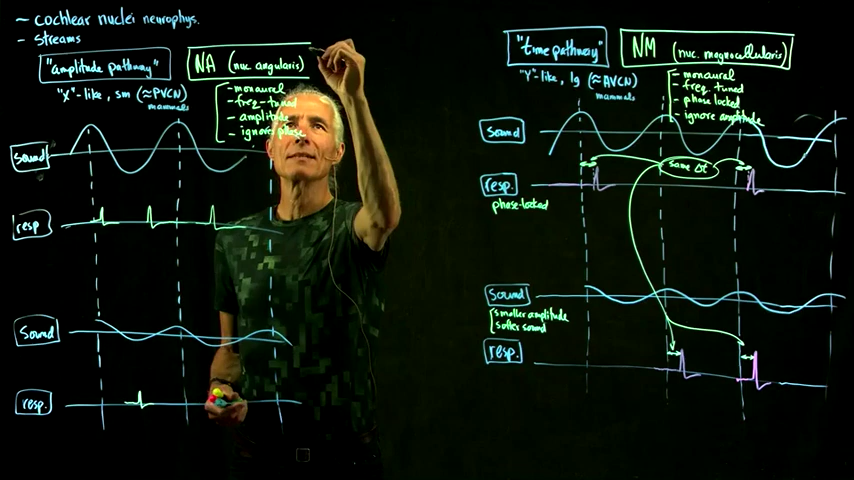 ~ cochlear nuclei neurophys.
- streams
"amplitude pathway"
NA (nuc. angularis)
"X"-like, sm (≈PVCN)
mammals
- monaural
- freq-tuned
- amplitude
- ignore phase
sound
resp
sound
resp.
"time pathway"
NM (nuc. magnocellularis)
"Y"-like, lg (≈AVCN)
mammals
- monaural
- freq. tuned
- phase locked
- ignore amplitude
sound
same Δt
resp.
phase-locked
sound
smaller amplitude
softer sound
resp.